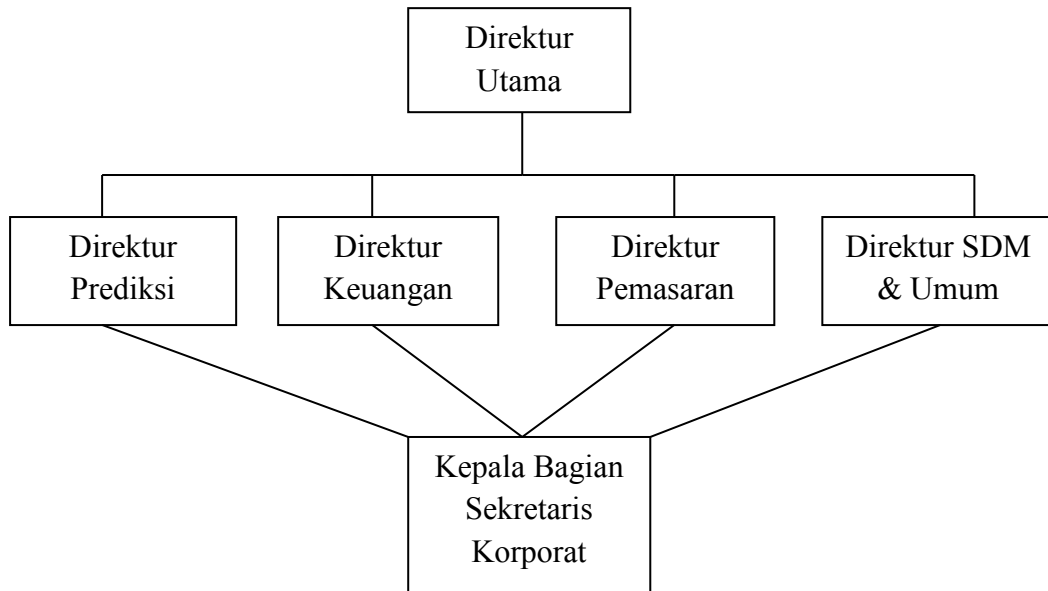 Direktur
Utama
Direktur
Prediksi
Direktur
Keuangan
Direktur
Pemasaran
Direktur SDM
& Umum
Kepala Bagian
Sekretaris
Korporat